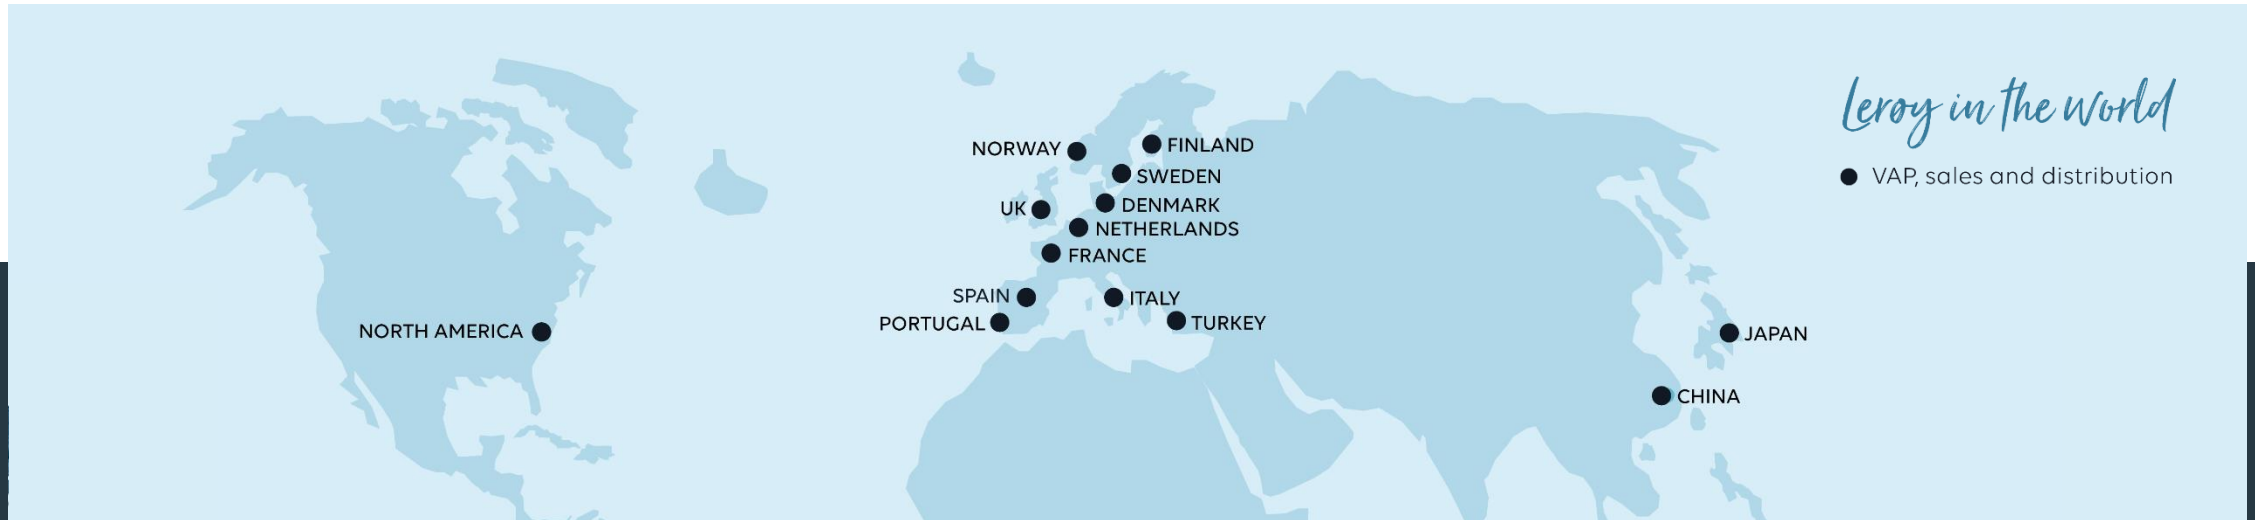 Lerøy in the world
VAP, sales and distribution
NORWAY
FINLAND
SWEDEN
UK
DENMARK
NETHERLANDS
FRANCE
SPAIN
ITALY
PORTUGAL
TURKEY
NORTH AMERICA
JAPAN
CHINA